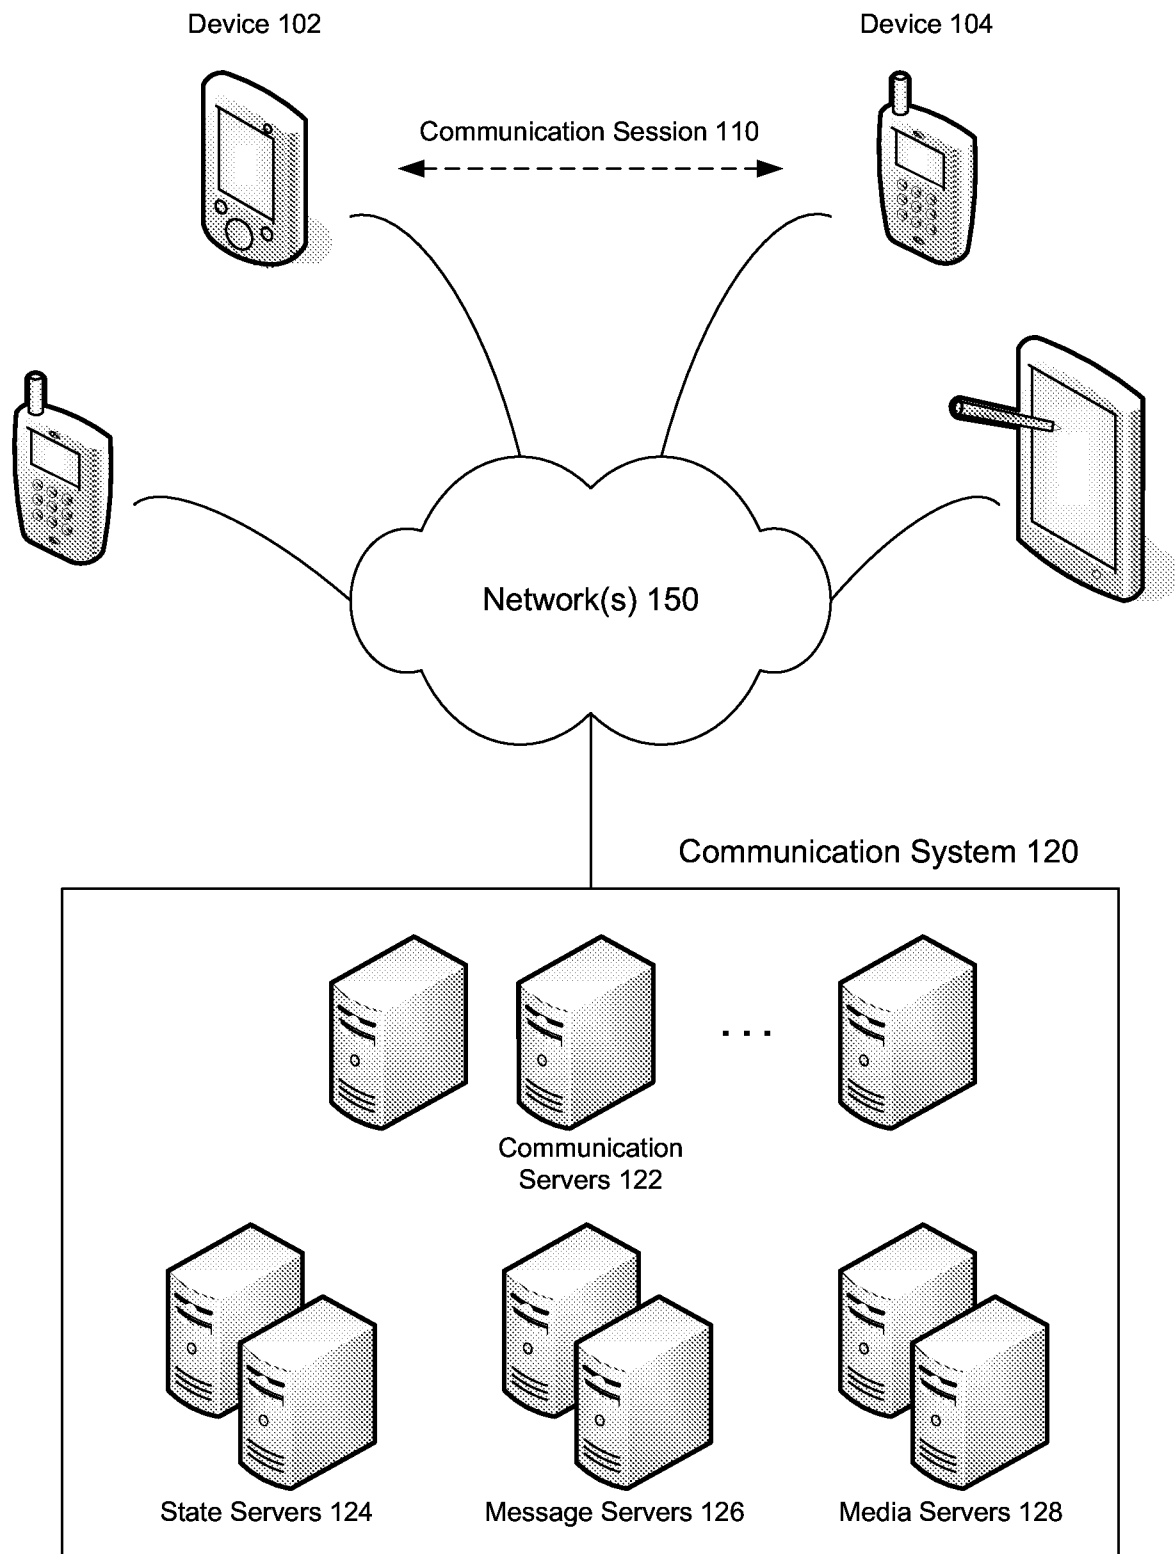 Device 102
Device 104
Communication Session 110
Network(s) 150
Communication System 120
. . .
Communication
Servers 122
State Servers 124
Message Servers 126
Media Servers 128